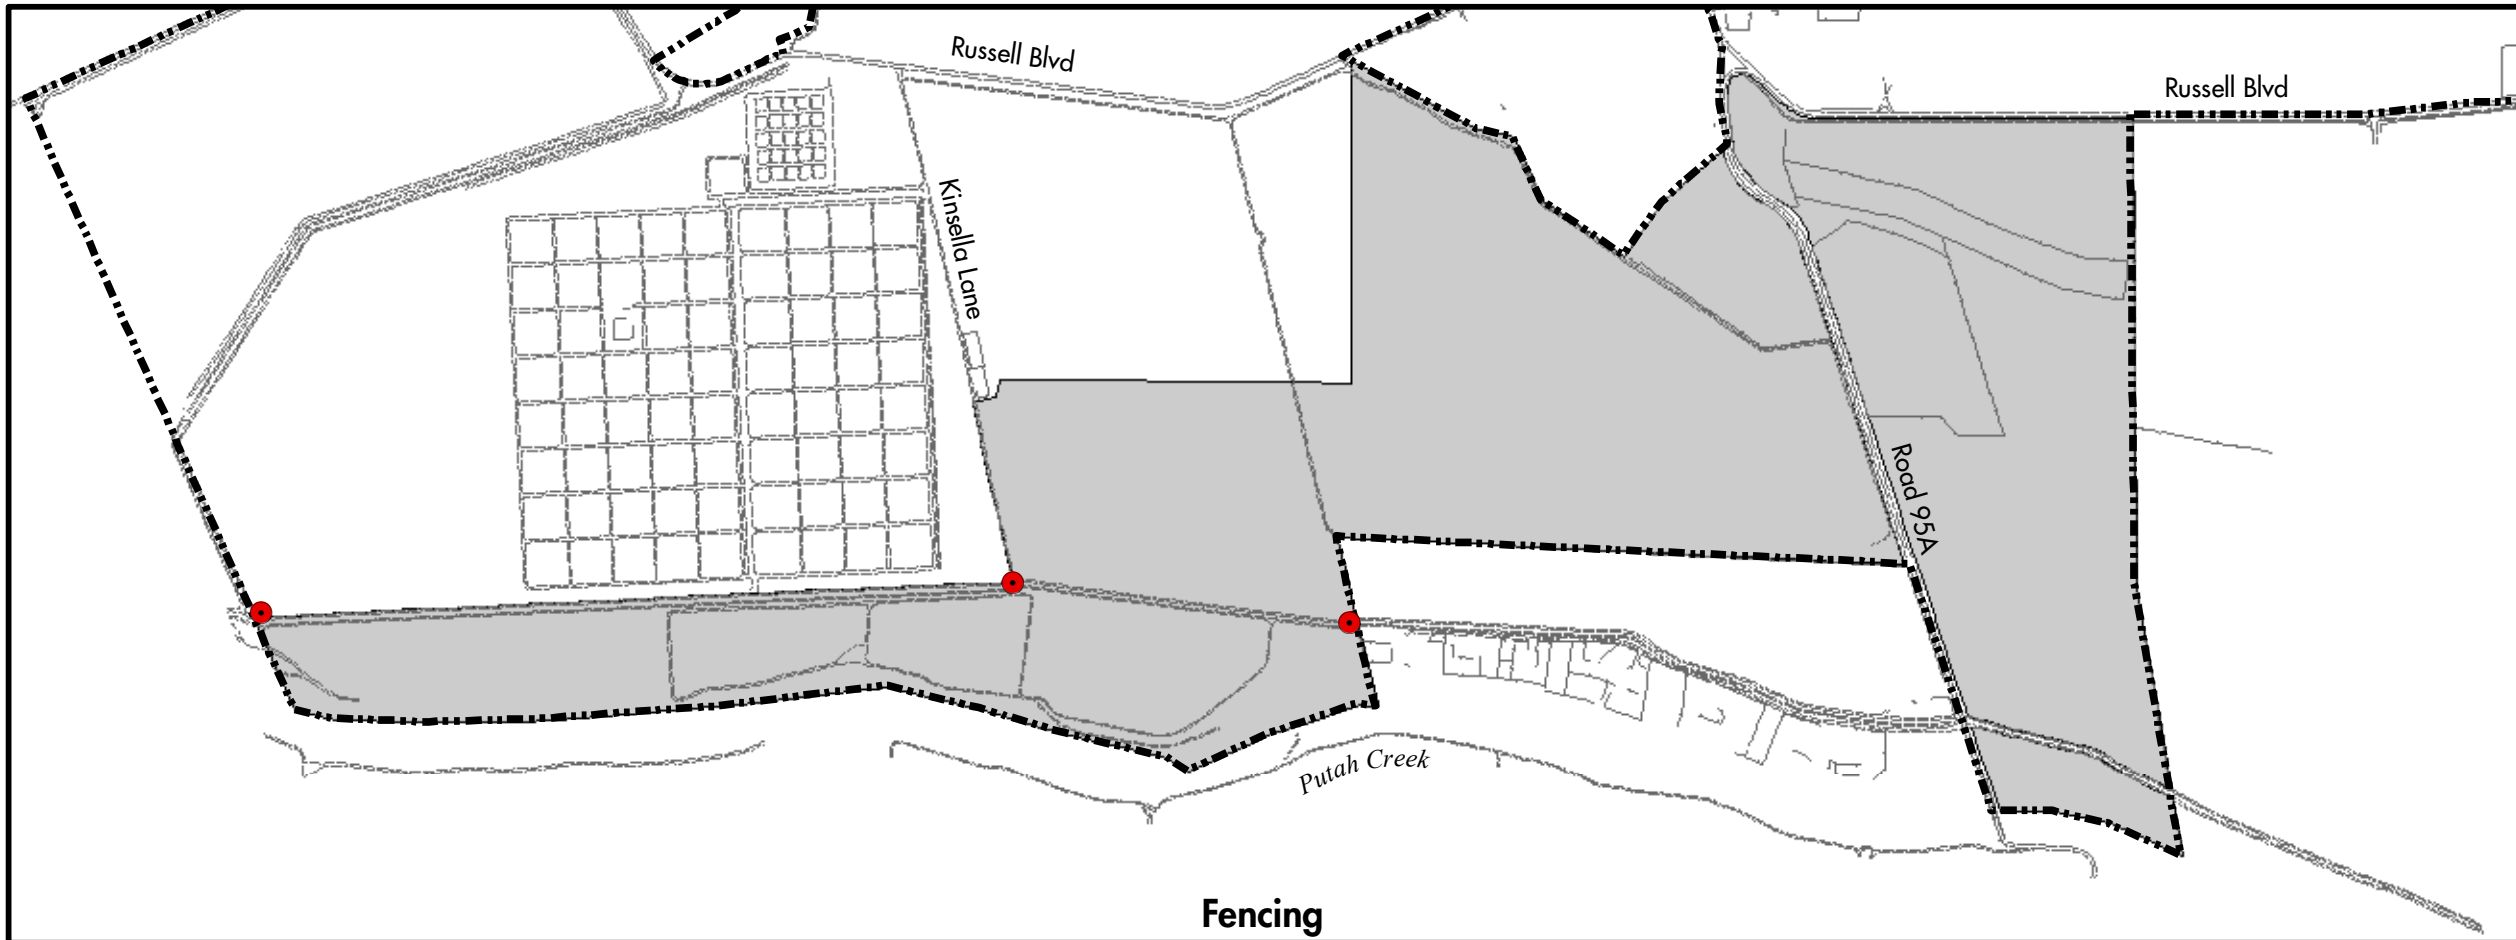 Russell Blvd
Russell Blvd
Kinsella Lane
Road 95A
Putah Creek
Fencing